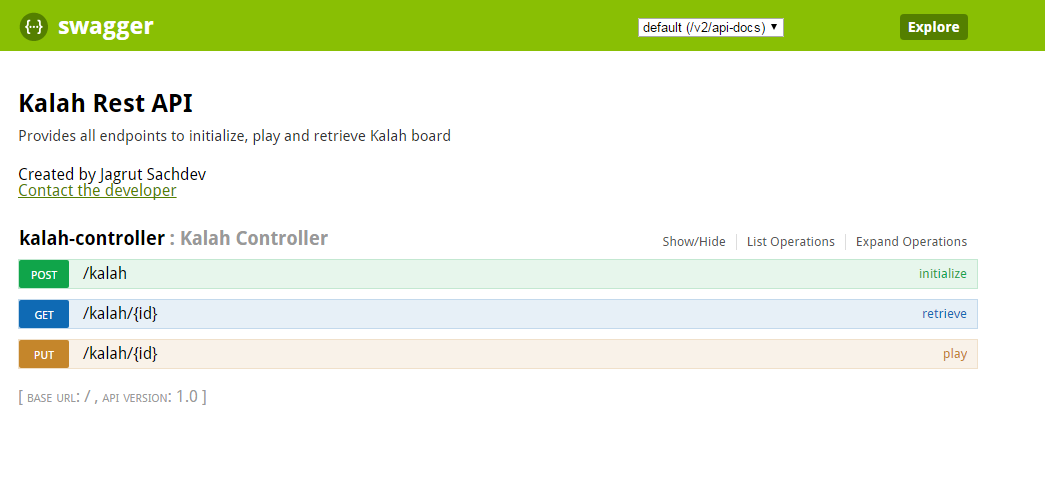 {···} swagger default (/v2/api-docs) ▼ Explore
Kalah Rest API
Provides all endpoints to initialize, play and retrieve Kalah board
Created by Jagrut Sachdev
Contact the developer
kalah-controller : Kalah Controller Show/Hide List Operations Expand Operations
POST /kalah initialize
GET /kalah/{id} retrieve
PUT /kalah/{id} play
[ BASE URL: / , API VERSION: 1.0 ]